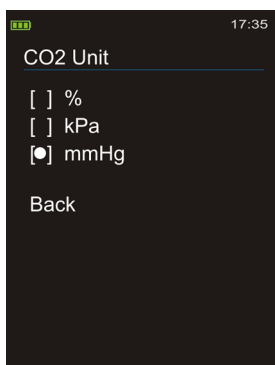 17:35
CO2 Unit
[ ] %
[ ] kPa
[●] mmHg
Back